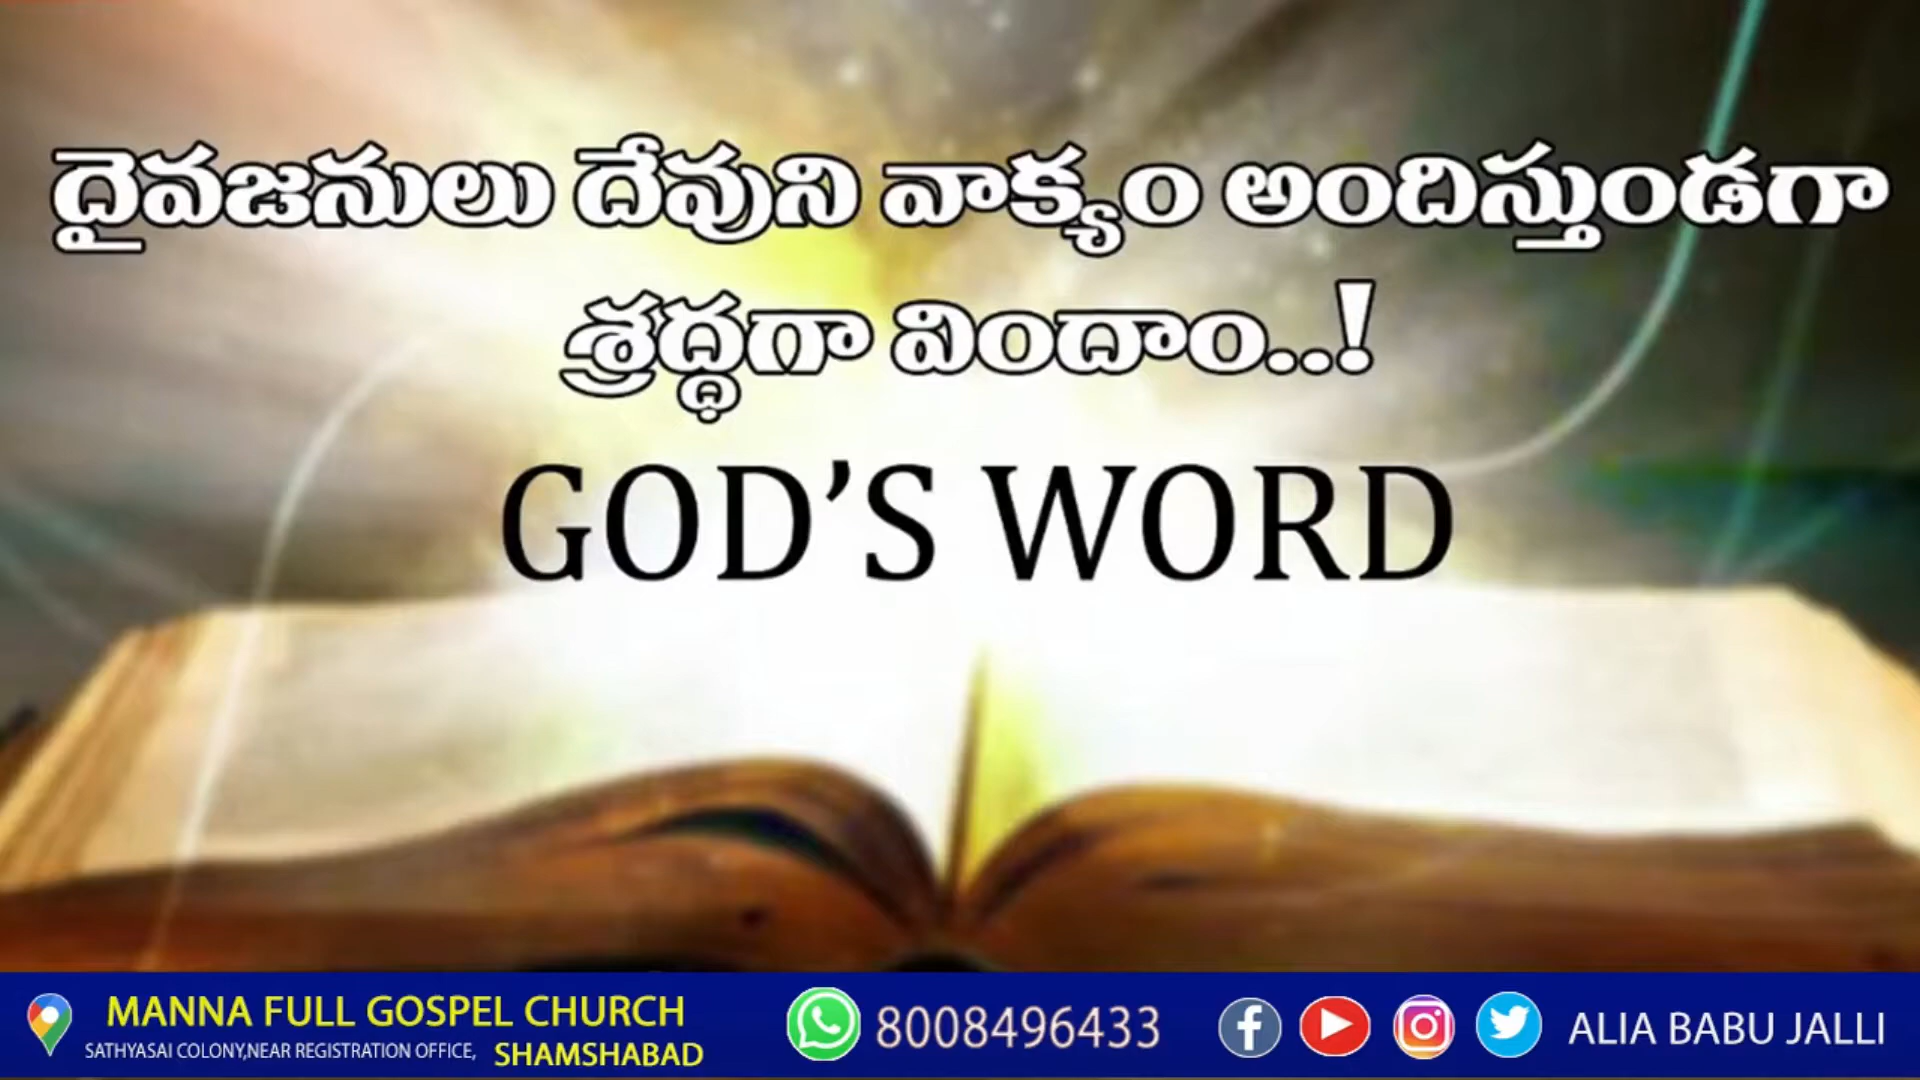 దైవజనులు దేవుని వాక్యం అందిస్తుండగా
శ్రద్ధగా విందాం..!
GOD’S WORD
MANNA FULL GOSPEL CHURCH
SATHYASAI COLONY,NEAR REGISTRATION OFFICE, SHAMSHABAD
8008496433
ALIA BABU JALLI